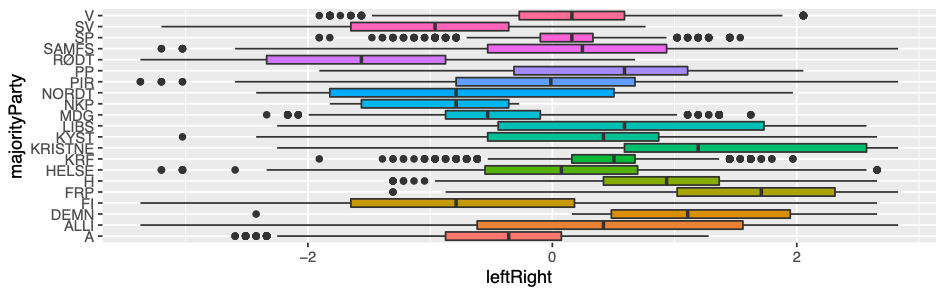 majorityParty
V
SV
SP
SAMFS
RØDT
PP
PIR
NORDT
NKP
MDG
LIBS
KYST
KRISTNE
KRF
HELSE
H
FRP
FI
DEMN
ALLI
A
−2 0 2
leftRight